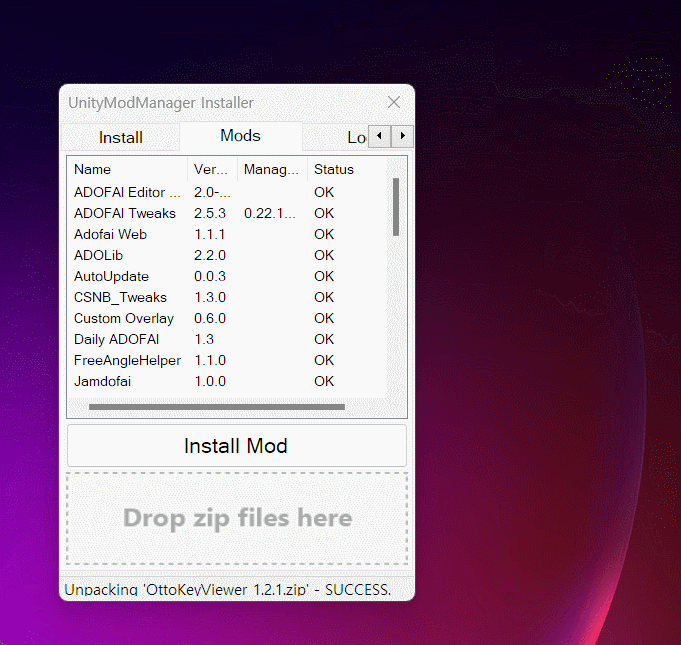 UnityModManager Installer
Install Mods Lo
Name Ver... Manag... Status
ADOFAI Editor ... 2.0-... OK
ADOFAI Tweaks 2.5.3 0.22.1... OK
Adofai Web 1.1.1 OK
ADOLib 2.2.0 OK
AutoUpdate 0.0.3 OK
CSNB_Tweaks 1.3.0 OK
Custom Overlay 0.6.0 OK
Daily ADOFAI 1.3 OK
FreeAngleHelper 1.1.0 OK
Jamdofai 1.0.0 OK
Install Mod
Drop zip files here
Unpacking 'OttoKeyViewer 1.2.1.zip' - SUCCESS.